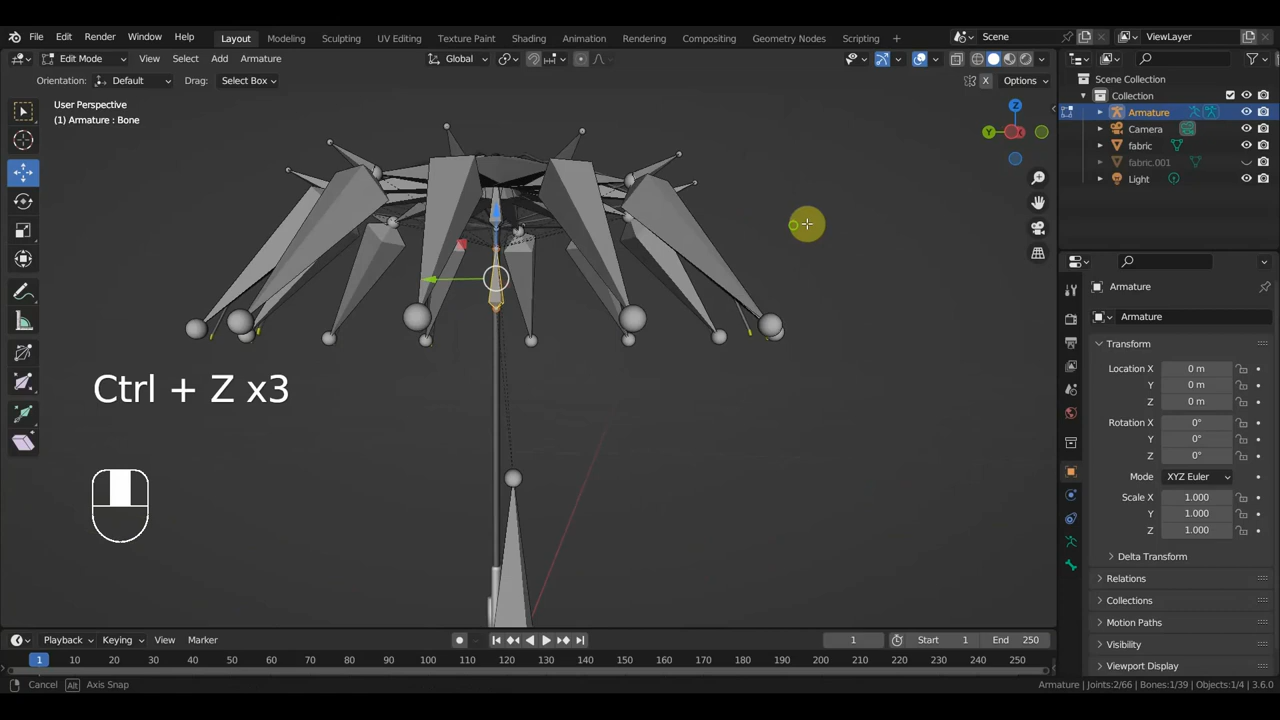 File Edit Render Window Help Layout Modeling Sculpting UV Editing Texture Paint Shading Animation Rendering Compositing Geometry Nodes Scripting + Scene ViewLayer
Edit Mode View Select Add Armature Global
Orientation: Default Drag: Select Box X Options
User Perspective
(1) Armature : Bone
Z
Y
X
Ctrl + Z x3
Scene Collection
Collection
Armature
Camera
fabric
fabric.001
Light
Armature
Armature
Transform
Location X 0 m
Y 0 m
Z 0 m
Rotation X 0°
Y 0°
Z 0°
Mode XYZ Euler
Scale X 1.000
Y 1.000
Z 1.000
Delta Transform
Relations
Collections
Motion Paths
Visibility
Viewport Display
Playback Keying View Marker 1 Start 1 End 250
1 10 20 30 40 50 60 70 80 90 100 110 120 130 140 150 160 170 180 190 200 210 220 230 240 250
Cancel Alt Axis Snap Armature | Joints:2/66 | Bones:1/39 | Objects:1/4 | 3.6.0